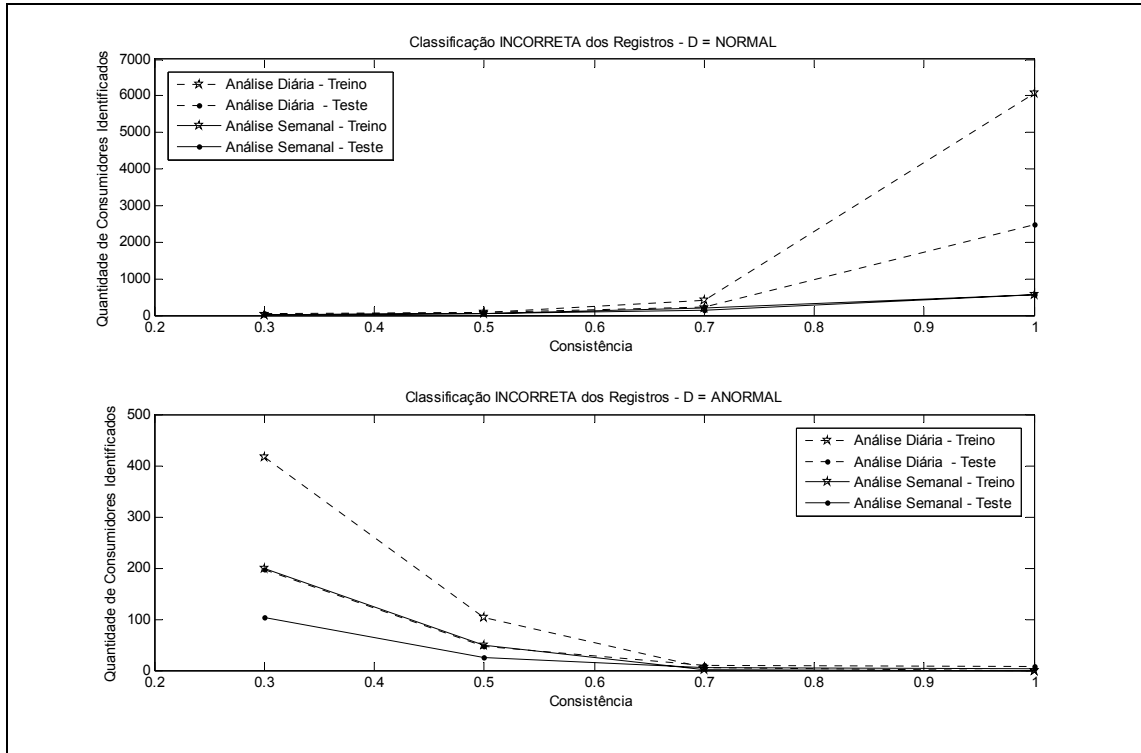 Classificação INCORRETA dos Registros - D = NORMAL
Quantidade de Consumidores Identificados
7000
6000
5000
4000
3000
2000
1000
0
Análise Diária - Treino
Análise Diária  - Teste
Análise Semanal - Treino
Análise Semanal - Teste
0.2 0.3 0.4 0.5 0.6 0.7 0.8 0.9 1
Consistência
Classificação INCORRETA dos Registros - D = ANORMAL
Quantidade de Consumidores Identificados
500
400
300
200
100
0
Análise Diária - Treino
Análise Diária  - Teste
Análise Semanal - Treino
Análise Semanal - Teste
0.2 0.3 0.4 0.5 0.6 0.7 0.8 0.9 1
Consistência